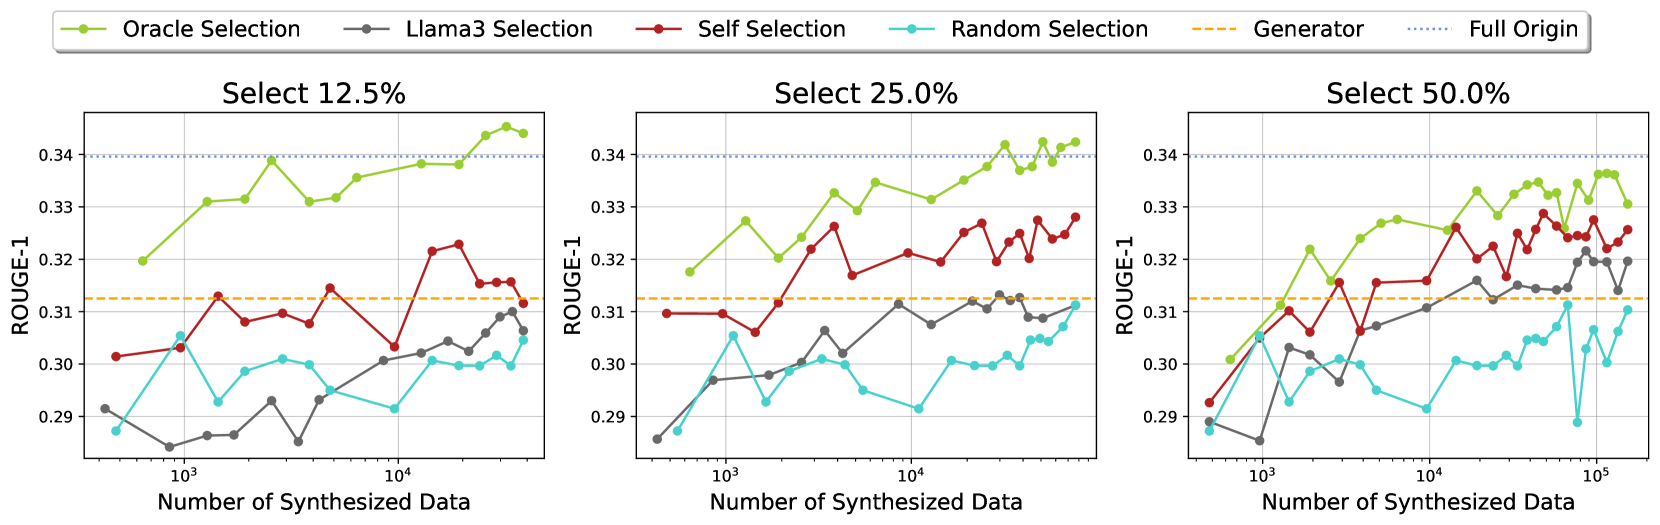 Oracle Selection Llama3 Selection Self Selection Random Selection Generator Full Origin
Select 12.5% Select 25.0% Select 50.0%
ROUGE-1
0.34
0.33
0.32
0.31
0.30
0.29
10³ 10⁴
Number of Synthesized Data
ROUGE-1
0.34
0.33
0.32
0.31
0.30
0.29
10³ 10⁴
Number of Synthesized Data
ROUGE-1
0.34
0.33
0.32
0.31
0.30
0.29
10³ 10⁴ 10⁵
Number of Synthesized Data